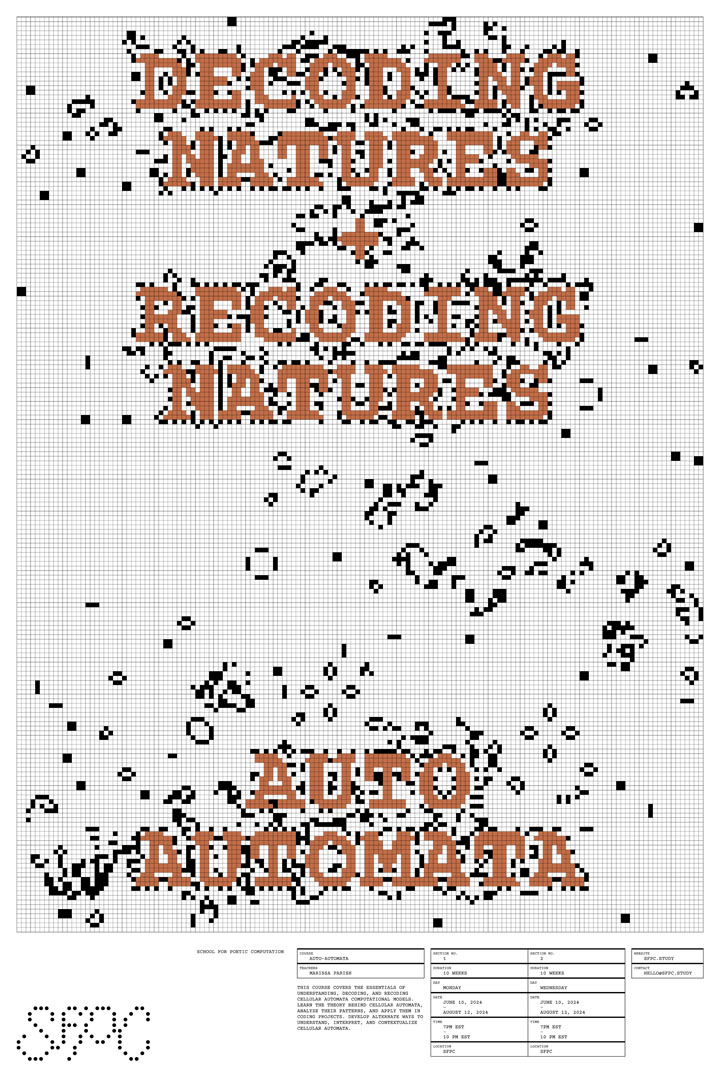 DECODING
NATURES
+
RECODING
NATURES
AUTO
AUTOMATA
SCHOOL FOR POETIC COMPUTATION
COURSE
AUTO-AUTOMATA
TEACHERS
MARISSA PARISH
THIS COURSE COVERS THE ESSENTIALS OF
UNDERSTANDING, DECODING, AND RECODING
CELLULAR AUTOMATA COMPUTATIONAL MODELS.
LEARN THE THEORY BEHIND CELLULAR AUTOMATA,
ANALYZE THEIR PATTERNS, AND APPLY THEM IN
CODING PROJECTS. DEVELOP ALTERNATE WAYS TO
UNDERSTAND, INTERPRET, AND CONTEXTUALIZE
CELLULAR AUTOMATA.
SECTION NO.
1
DURATION
10 WEEKS
DAY
MONDAY
DATE
JUNE 10, 2024
-
AUGUST 12, 2024
TIME
7PM EST
-
10 PM EST
LOCATION
SFPC
SECTION NO.
2
DURATION
10 WEEKS
DAY
WEDNESDAY
DATE
JUNE 10, 2024
-
AUGUST 12, 2024
TIME
7PM EST
-
10 PM EST
LOCATION
SFPC
WEBSITE
SFPC.STUDY
CONTACT
HELLO@SFPC.STUDY
SFPC